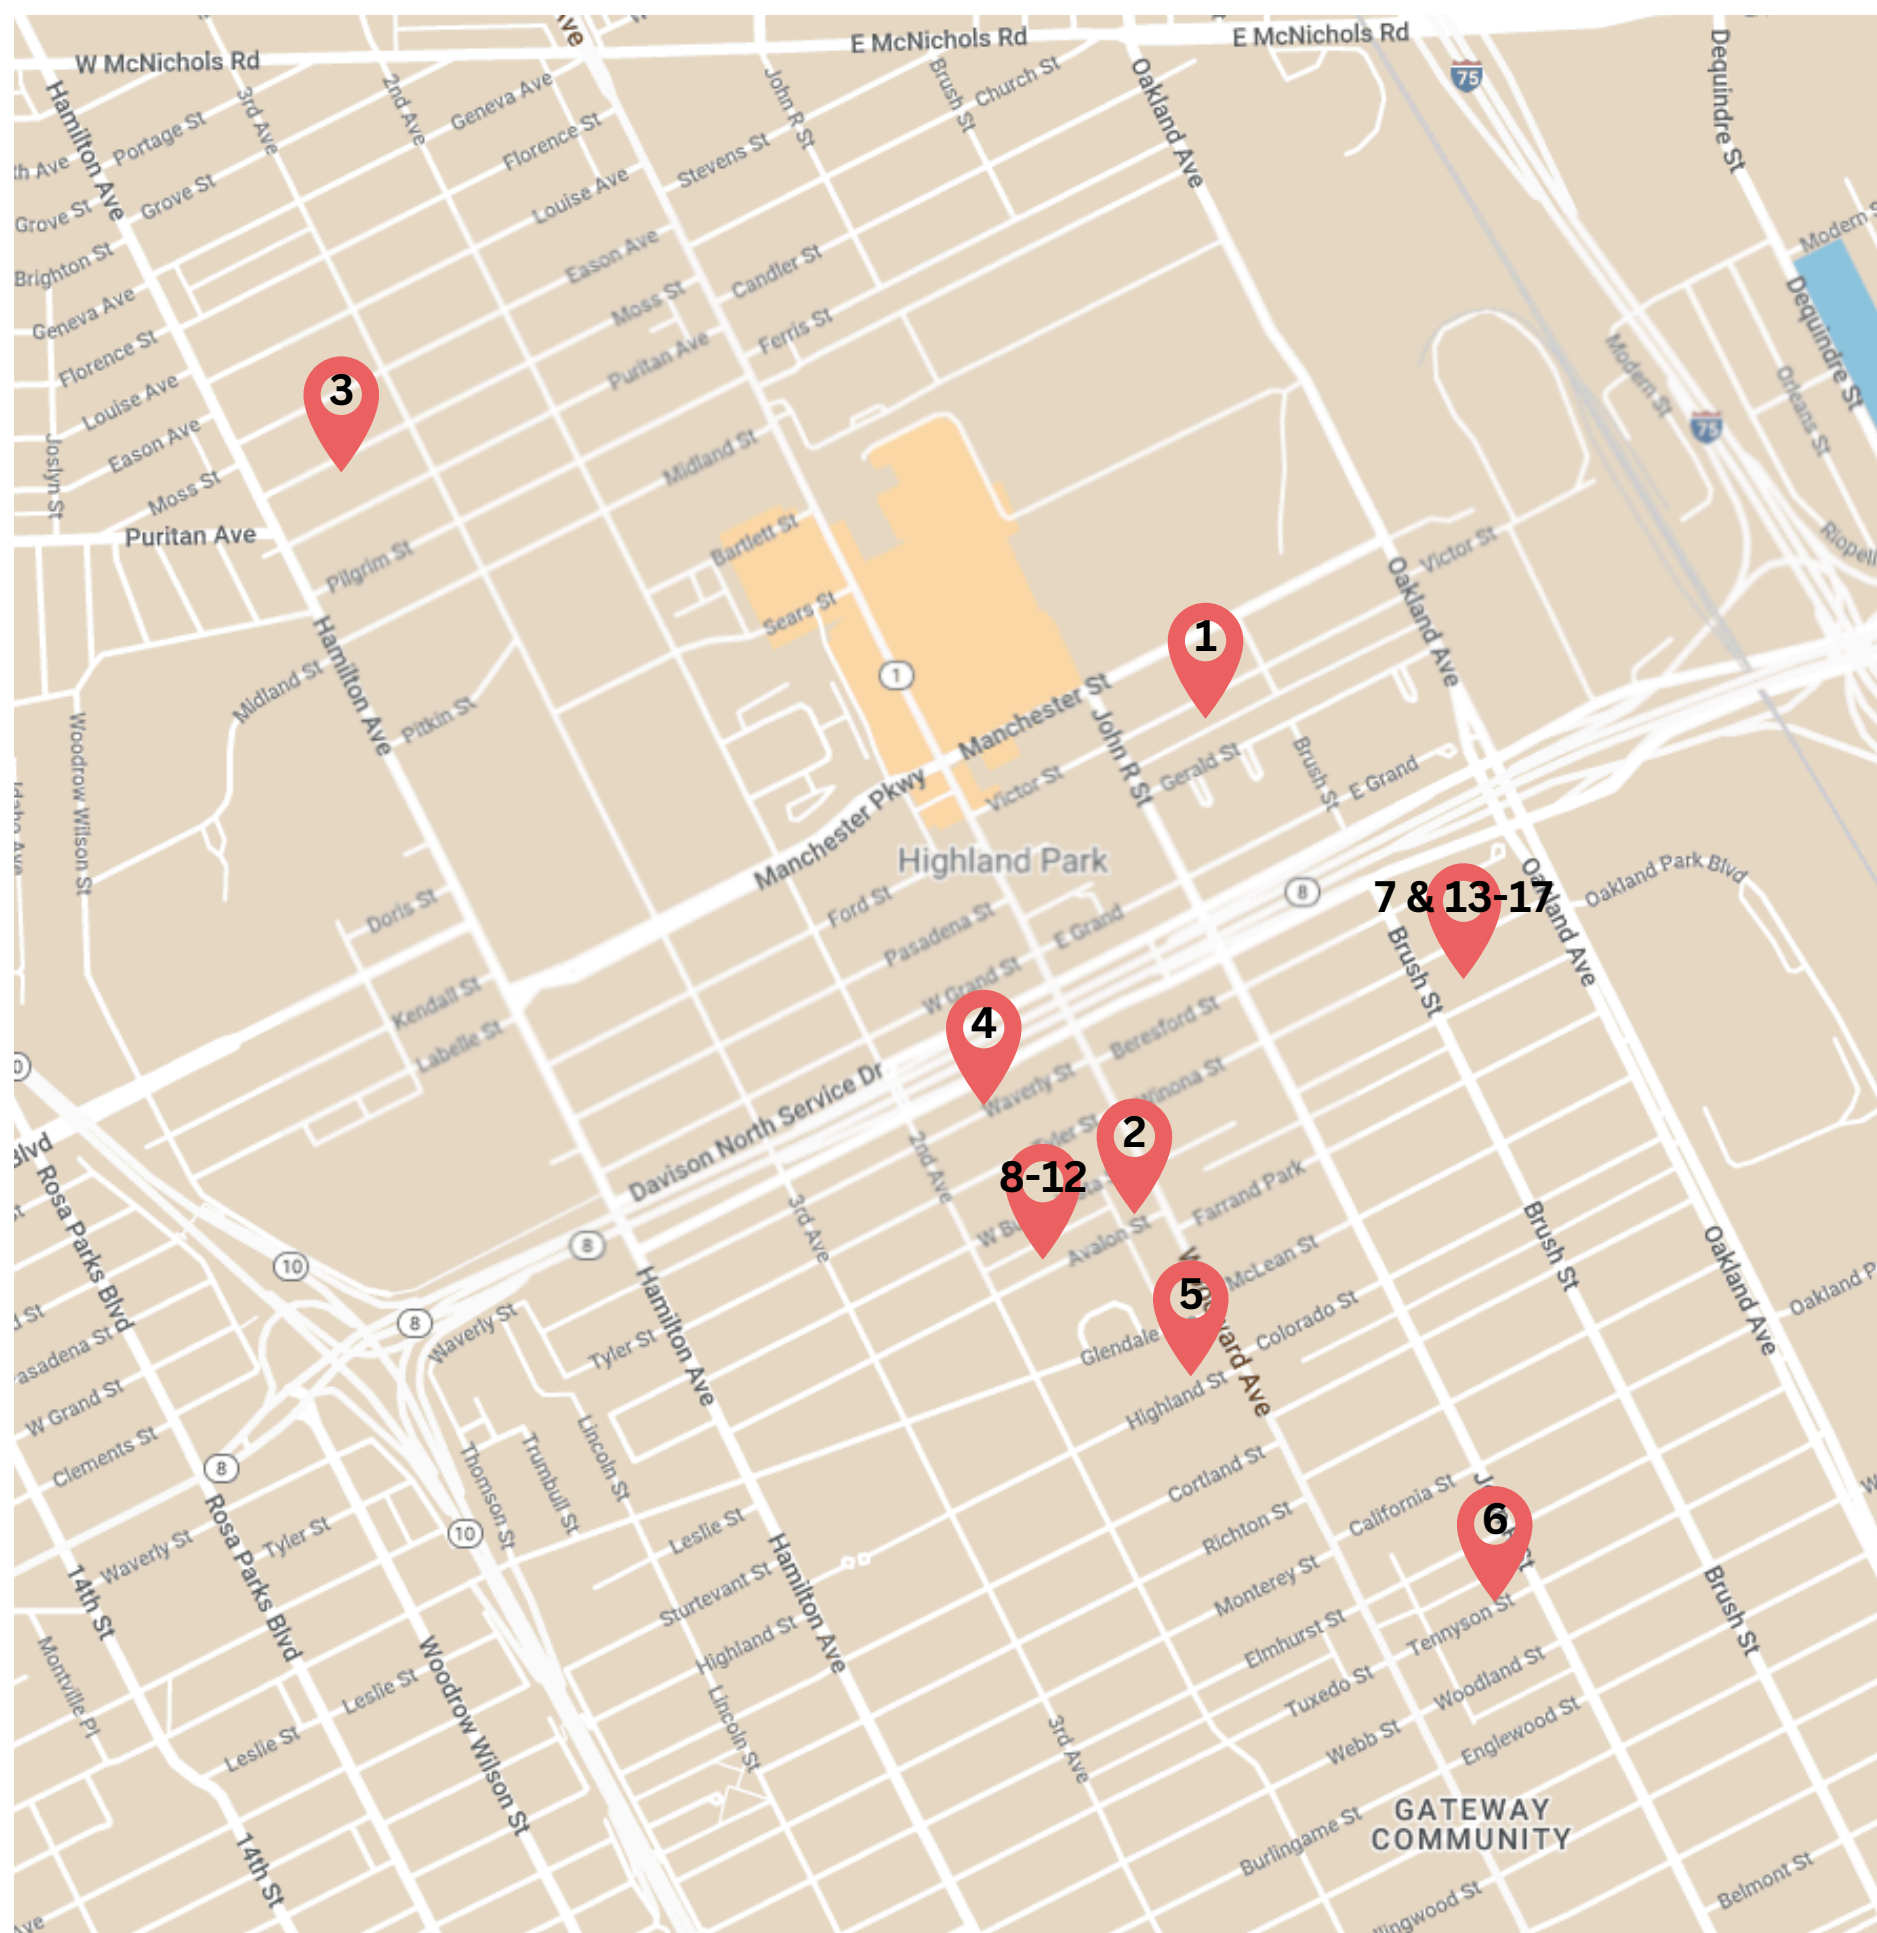 W McNichols Rd
E McNichols Rd
E McNichols Rd
75
Hamilton Ave
Portage St
3rd Ave
2nd Ave
Geneva Ave
John R St
Brush St
Church St
Oakland Ave
Dequindre St
Florence St
Stevens St
Grove St
Grove St
Louise Ave
Brighton St
Eason Ave
Candler St
Geneva Ave
Moss St
Ferris St
Florence St
Puritan Ave
Modern St
Dequindre St
Louise Ave
3
Modern St
Orleans St
Eason Ave
Joslyn St
Moss St
Midland St
75
Puritan Ave
Bartlett St
Pilgrim St
Victor St
Oakland Ave
Sears St
Hamilton Ave
1
1
Midland St
Pitkin St
Manchester St
Woodrow Wilson St
John R St
Gerald St
Brush St
E Grand
Victor St
Manchester Pkwy
Highland Park
8
7 & 13-17
Oakland Ave
Oakland Park Blvd
Doris St
Ford St
Pasadena St
E Grand
Brush St
W Grand St
Kendall St
Labelle St
4
Beresford St
Davison North Service Dr
Waverly St
Winona St
Tyler St
2
2nd Ave
8-12
Blvd
Rosa Parks Blvd
3rd Ave
Farrand Park
Avalon St
8
10
McLean St
Brush St
Oakland Ave
5
8
Hamilton Ave
Waverly St
Tyler St
Glendale
Colorado St
W Grand St
Highland St
Clements St
Lincoln St
Trumbull St
Thomson St
Cortland St
8
10
California St
Rosa Parks Blvd
Tyler St
Waverly St
Leslie St
Richton St
6
14th St
Hamilton Ave
Sturtevant St
Monterey St
Tennyson St
Brush St
Highland St
Elmhurst St
Montville Pl
Woodrow Wilson St
Leslie St
Lincoln St
Tuxedo St
Woodland St
Leslie St
3rd Ave
Webb St
Englewood St
GATEWAY
COMMUNITY
14th St
Burlingame St
Belmont St